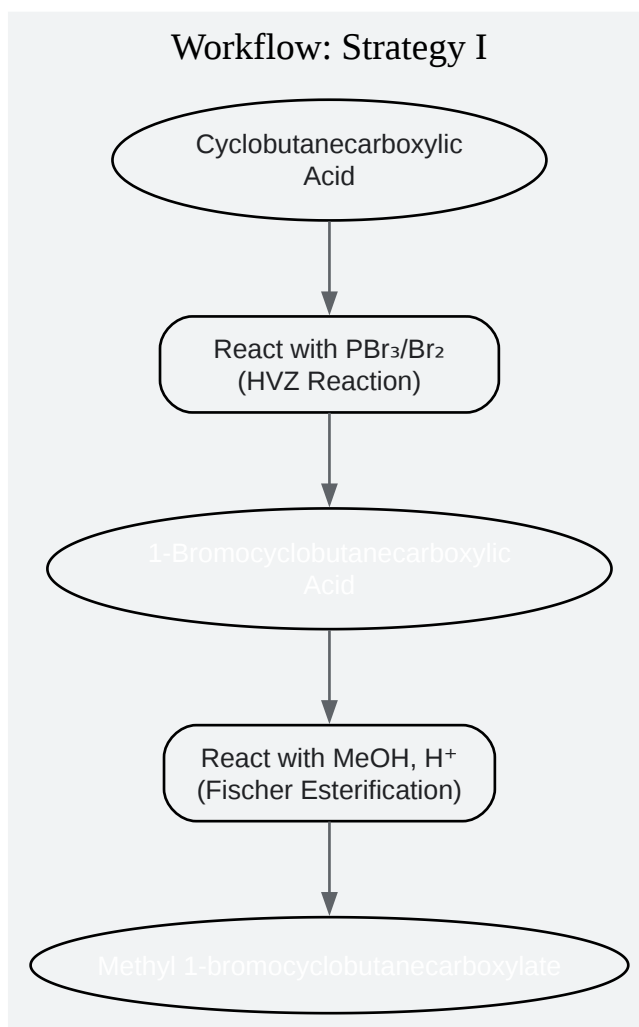 Workflow: Strategy I
Cyclobutanecarboxylic
Acid
React with PBr₃/Br₂
(HVZ Reaction)
1-Bromocyclobutanecarboxylic
Acid
React with MeOH, H⁺
(Fischer Esterification)
Methyl 1-bromocyclobutanecarboxylate